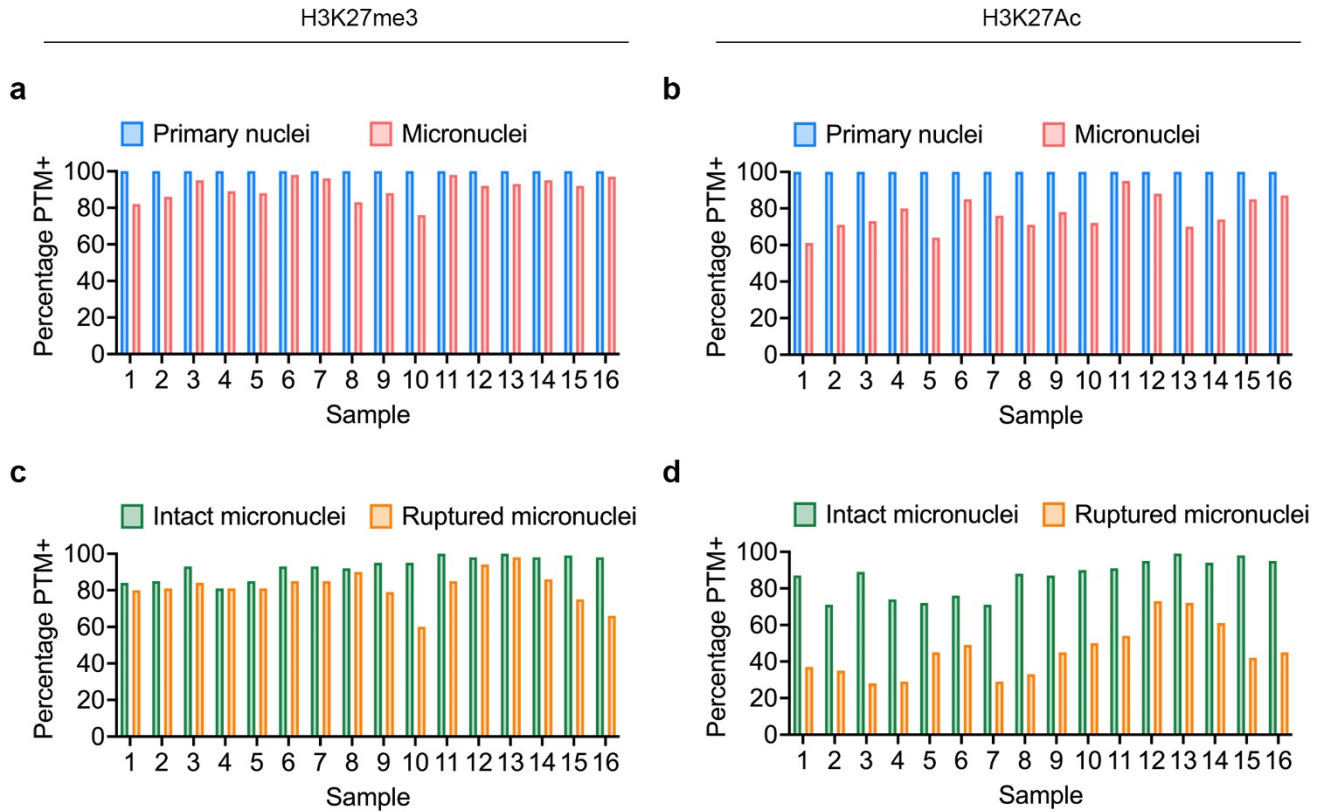 H3K27me3
H3K27Ac
a
Primary nuclei Micronuclei
Percentage PTM+
100
80
60
40
20
0
1 2 3 4 5 6 7 8 9 10 11 12 13 14 15 16
Sample
b
Primary nuclei Micronuclei
Percentage PTM+
100
80
60
40
20
0
1 2 3 4 5 6 7 8 9 10 11 12 13 14 15 16
Sample
c
Intact micronuclei Ruptured micronuclei
Percentage PTM+
100
80
60
40
20
0
1 2 3 4 5 6 7 8 9 10 11 12 13 14 15 16
Sample
d
Intact micronuclei Ruptured micronuclei
Percentage PTM+
100
80
60
40
20
0
1 2 3 4 5 6 7 8 9 10 11 12 13 14 15 16
Sample